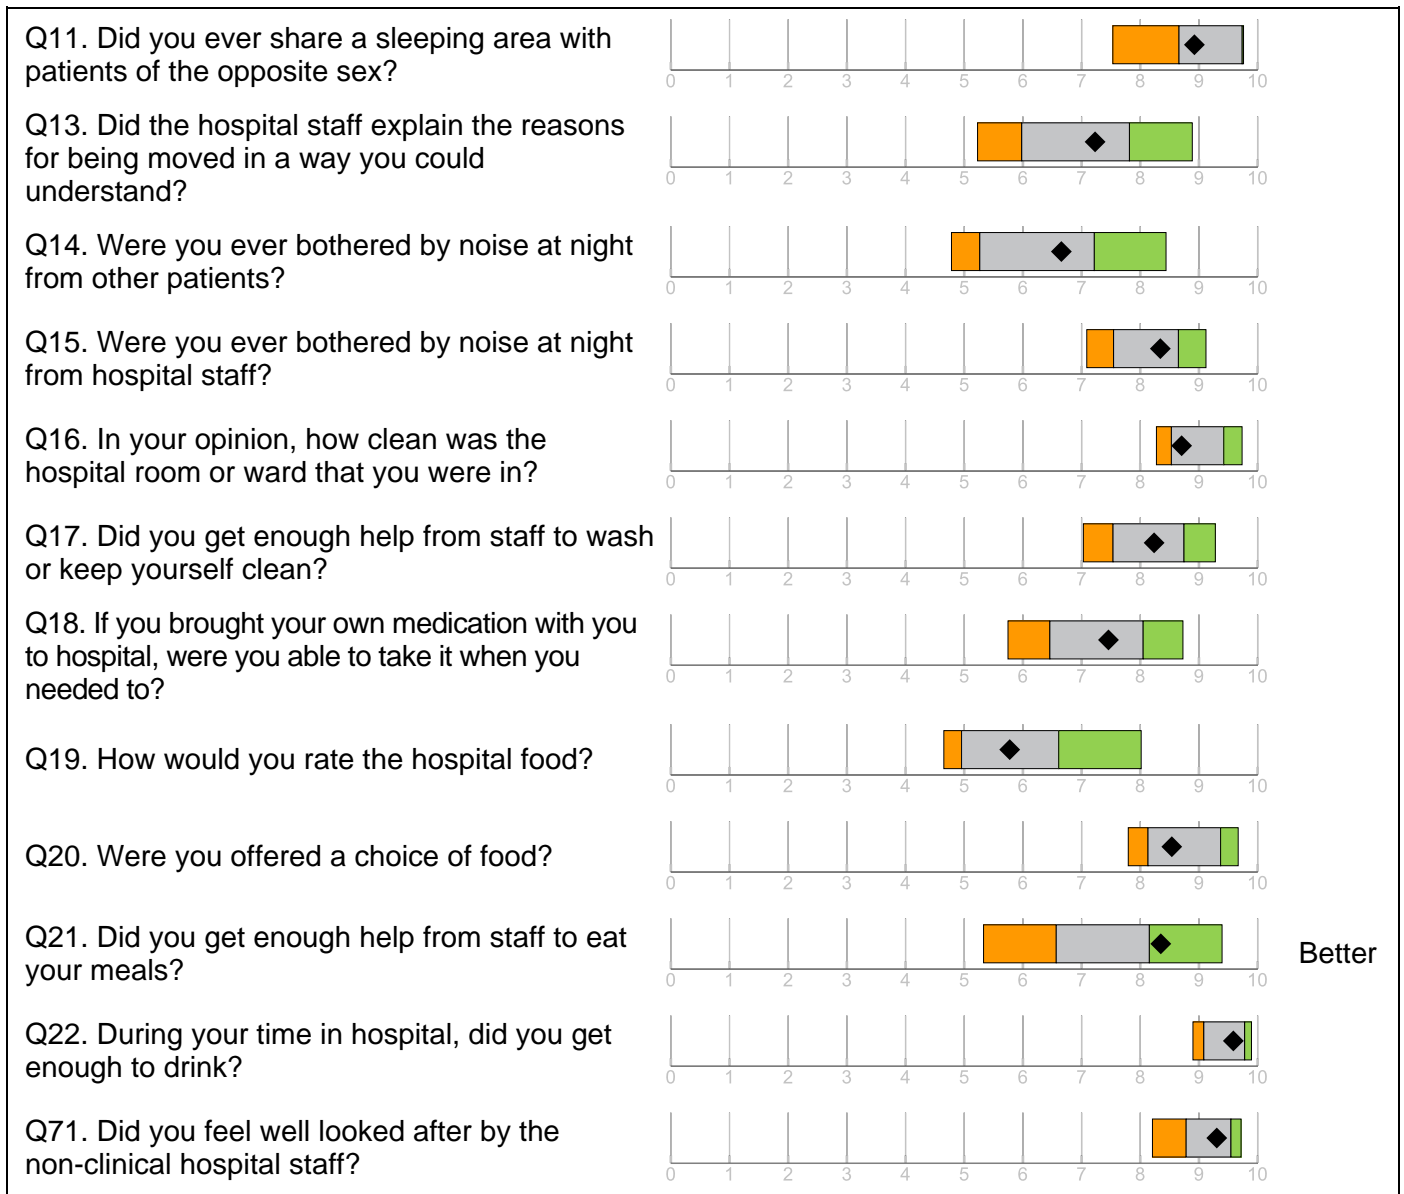 Q11. Did you ever share a sleeping area with
patients of the opposite sex?
0 1 2 3 4 5 6 7 8 9 10
Q13. Did the hospital staff explain the reasons
for being moved in a way you could
understand?
0 1 2 3 4 5 6 7 8 9 10
Q14. Were you ever bothered by noise at night
from other patients?
0 1 2 3 4 5 6 7 8 9 10
Q15. Were you ever bothered by noise at night
from hospital staff?
0 1 2 3 4 5 6 7 8 9 10
Q16. In your opinion, how clean was the
hospital room or ward that you were in?
0 1 2 3 4 5 6 7 8 9 10
Q17. Did you get enough help from staff to wash
or keep yourself clean?
0 1 2 3 4 5 6 7 8 9 10
Q18. If you brought your own medication with you
to hospital, were you able to take it when you
needed to?
0 1 2 3 4 5 6 7 8 9 10
Q19. How would you rate the hospital food?
0 1 2 3 4 5 6 7 8 9 10
Q20. Were you offered a choice of food?
0 1 2 3 4 5 6 7 8 9 10
Q21. Did you get enough help from staff to eat
your meals?
Better
0 1 2 3 4 5 6 7 8 9 10
Q22. During your time in hospital, did you get
enough to drink?
0 1 2 3 4 5 6 7 8 9 10
Q71. Did you feel well looked after by the
non-clinical hospital staff?
0 1 2 3 4 5 6 7 8 9 10